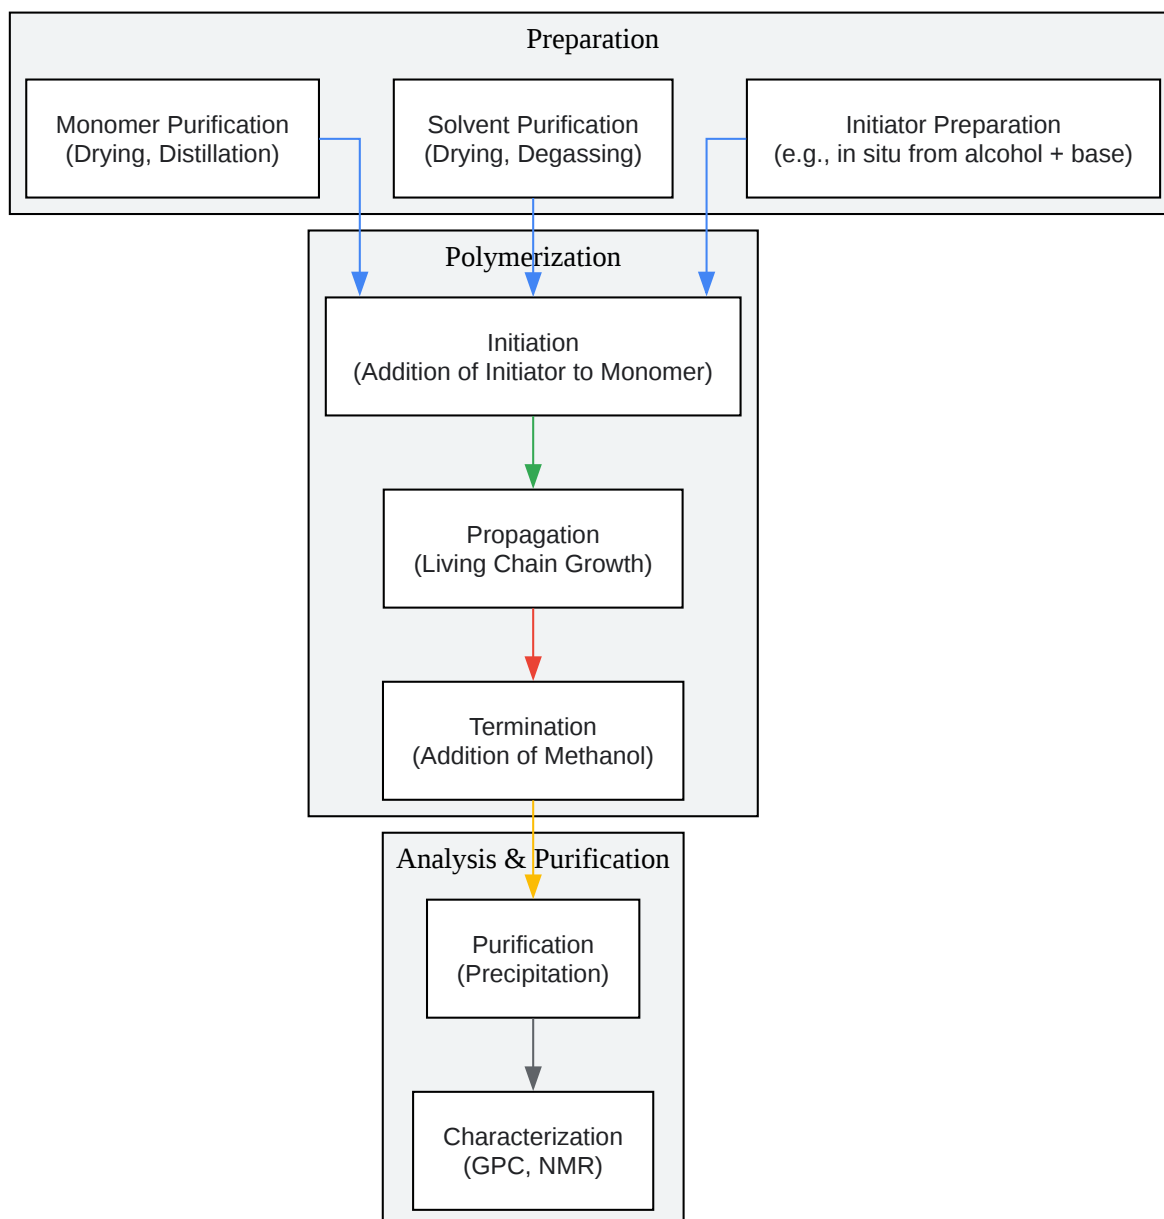 Preparation
Monomer Purification
(Drying, Distillation)
Solvent Purification
(Drying, Degassing)
Initiator Preparation
(e.g., in situ from alcohol + base)
Polymerization
Initiation
(Addition of Initiator to Monomer)
Propagation
(Living Chain Growth)
Termination
(Addition of Methanol)
Analysis & Purification
Purification
(Precipitation)
Characterization
(GPC, NMR)